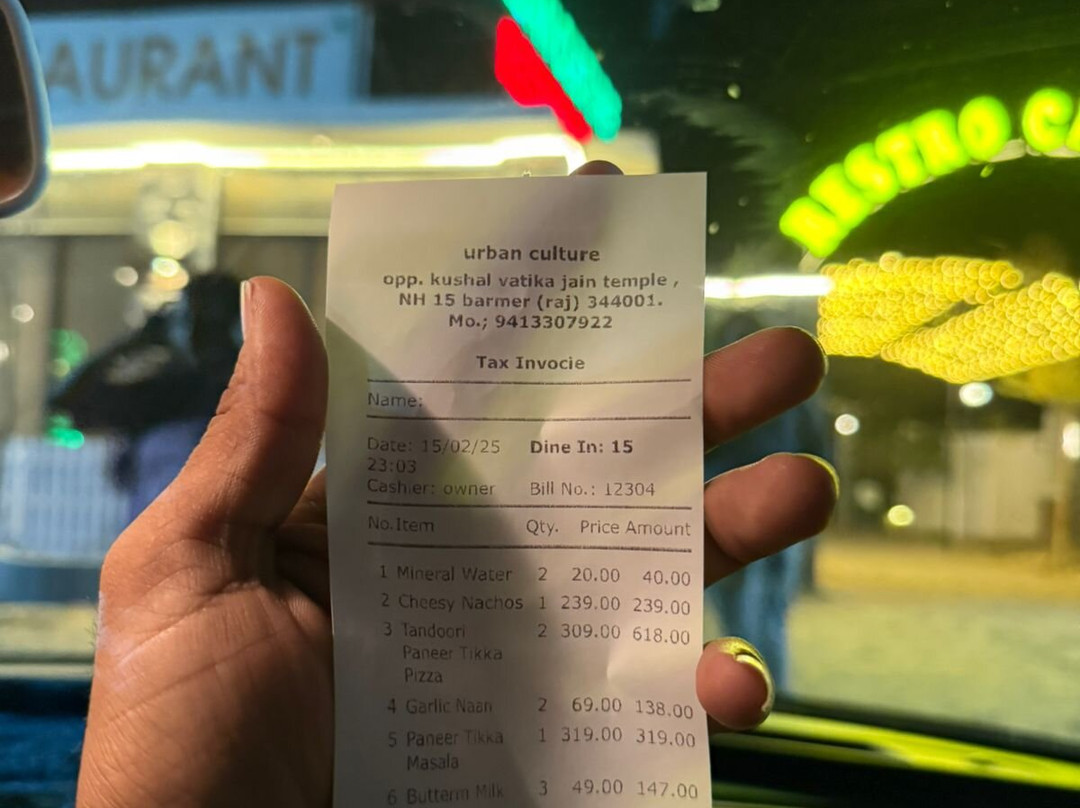 AURANT
RESTRO CA
urban culture
opp. kushal vatika jain temple ,
NH 15 barmer (raj) 344001.
Mo.; 9413307922
Tax Invocie
Name:
Date: 15/02/25 Dine In: 15
23:03
Cashier: owner Bill No.: 12304
No.Item Qty. Price Amount
1 Mineral Water 2 20.00 40.00
2 Cheesy Nachos 1 239.00 239.00
3 Tandoori 2 309.00 618.00
Paneer Tikka
Pizza
4 Garlic Naan 2 69.00 138.00
5 Paneer Tikka 1 319.00 319.00
Masala
6 Butterm Milk 3 49.00 147.00